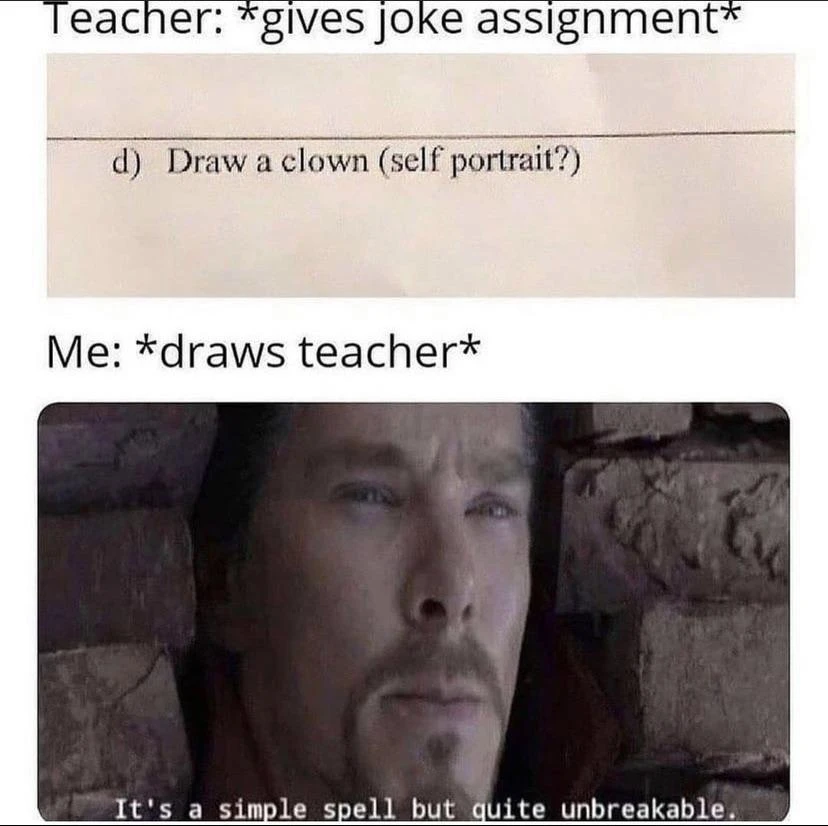 Teacher: *gives joke assignment*
d) Draw a clown (self portrait?)
Me: *draws teacher*
It's a simple spell but quite unbreakable.